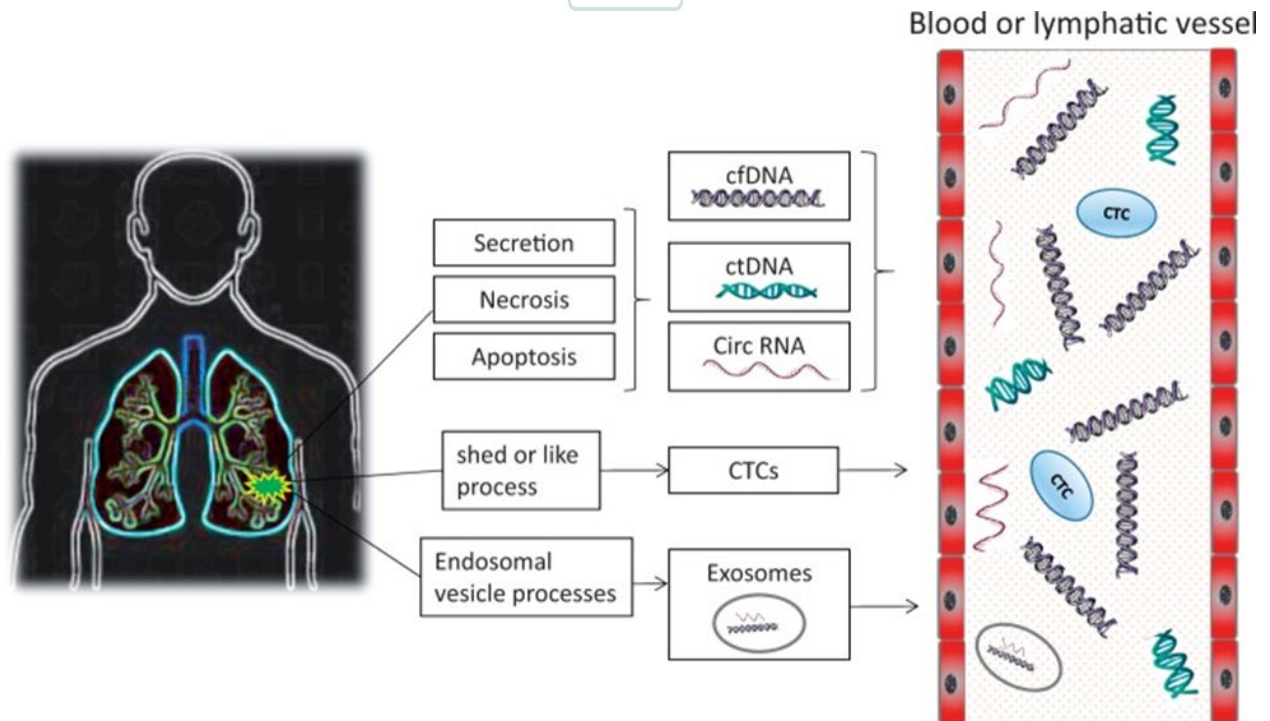 Blood or lymphatic vessel
cfDNA
Secretion
ctDNA
Necrosis
Circ RNA
Apoptosis
shed or like
process
CTCs
Endosomal
vesicle processes
Exosomes
CTC
CTC